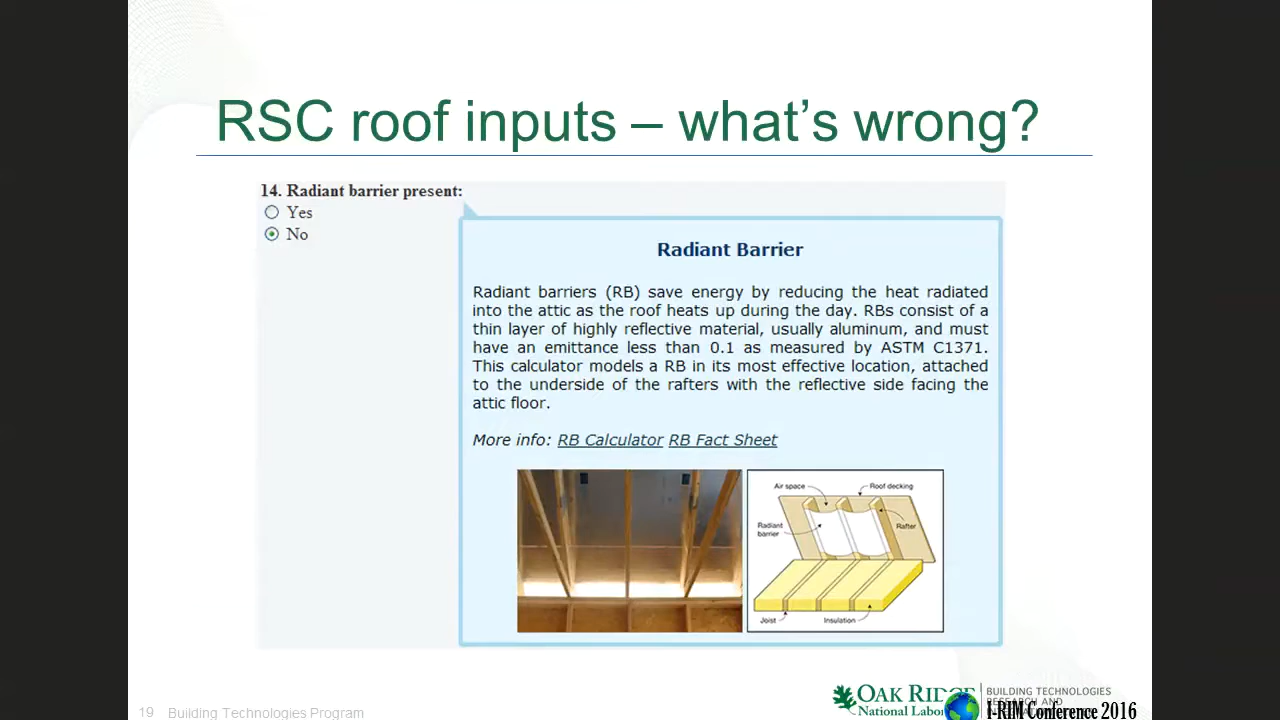 RSC roof inputs – what's wrong?
14. Radiant barrier present:
Yes
No
Radiant Barrier
Radiant barriers (RB) save energy by reducing the heat radiated
into the attic as the roof heats up during the day. RBs consist of a
thin layer of highly reflective material, usually aluminum, and must
have an emittance less than 0.1 as measured by ASTM C1371.
This calculator models a RB in its most effective location, attached
to the underside of the rafters with the reflective side facing the
attic floor.
More info: RB Calculator RB Fact Sheet
Air space
Roof decking
Radiant
barrier
Rafter
Joist
Insulation
19 Building Technologies Program
OAK RIDGE
National
BUILDING TECHNOLOGIES
RESEARCH AND
I-RIM Conference 2016